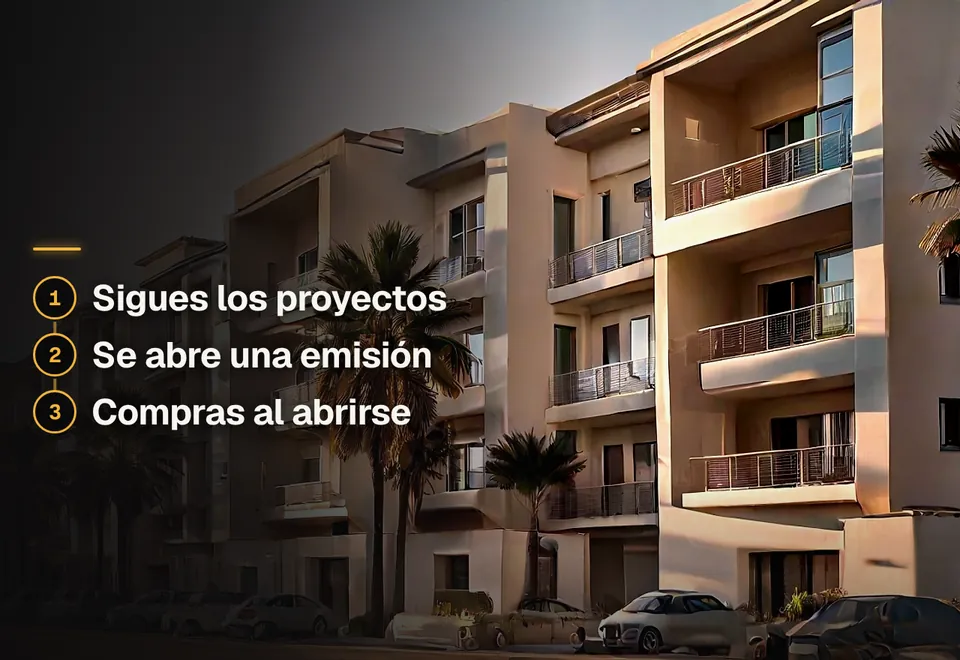 1 Sigues los proyectos
2 Se abre una emisión
3 Compras al abrirse